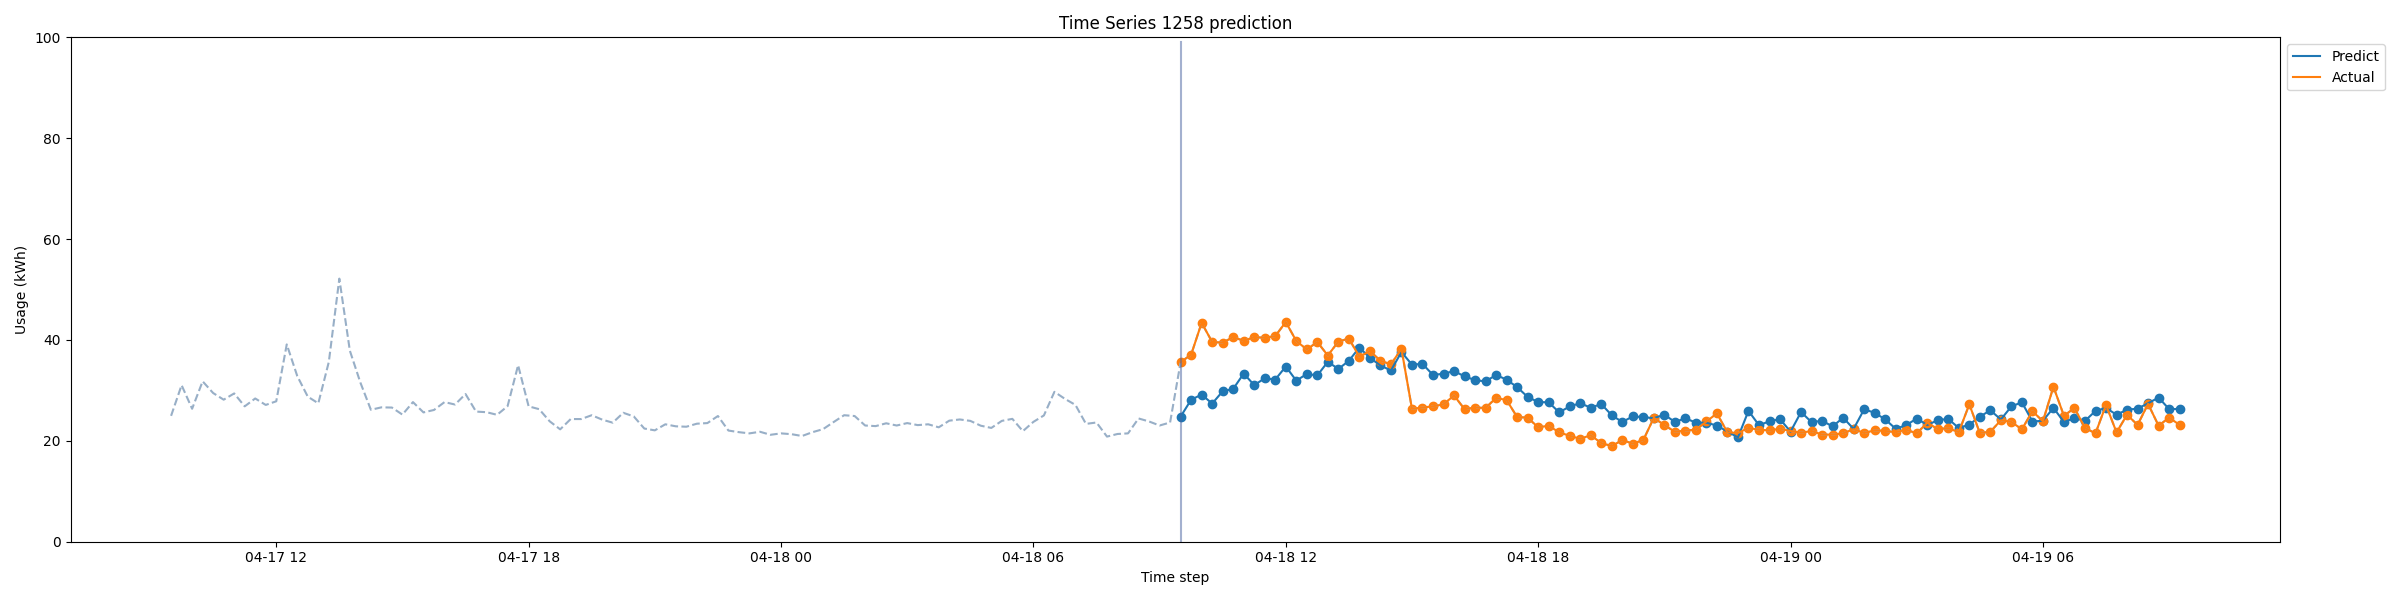 Time Series 1258 prediction
100
80
60
40
20
0
Usage (kWh)
04-17 12
04-17 18
04-18 00
04-18 06
04-18 12
04-18 18
04-19 00
04-19 06
Time step
Predict
Actual